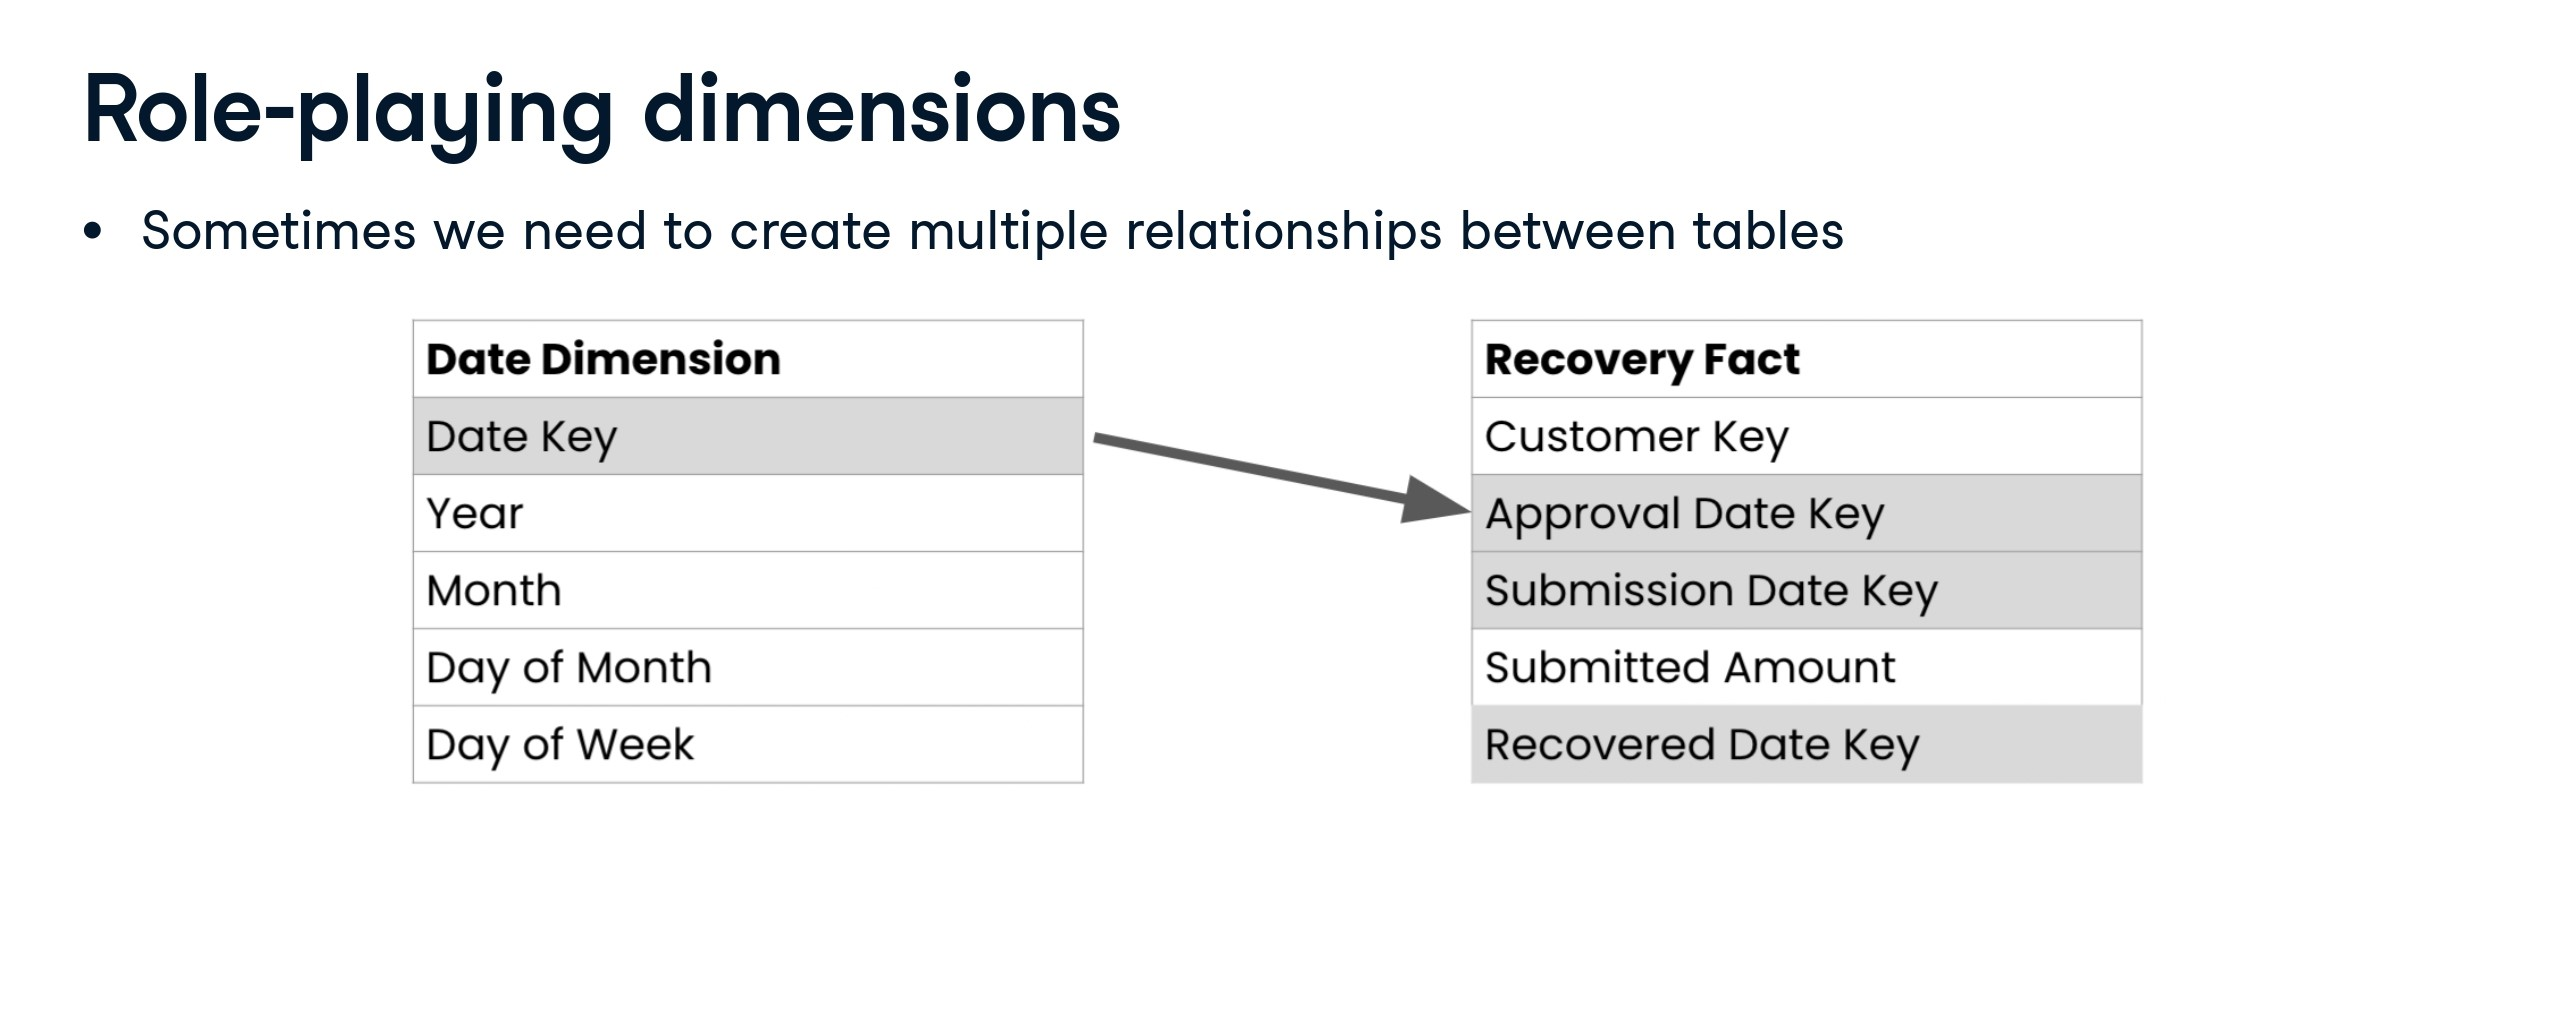 Role-playing dimensions
• Sometimes we need to create multiple relationships between tables
Date Dimension
Date Key
Year
Month
Day of Month
Day of Week
Recovery Fact
Customer Key
Approval Date Key
Submission Date Key
Submitted Amount
Recovered Date Key